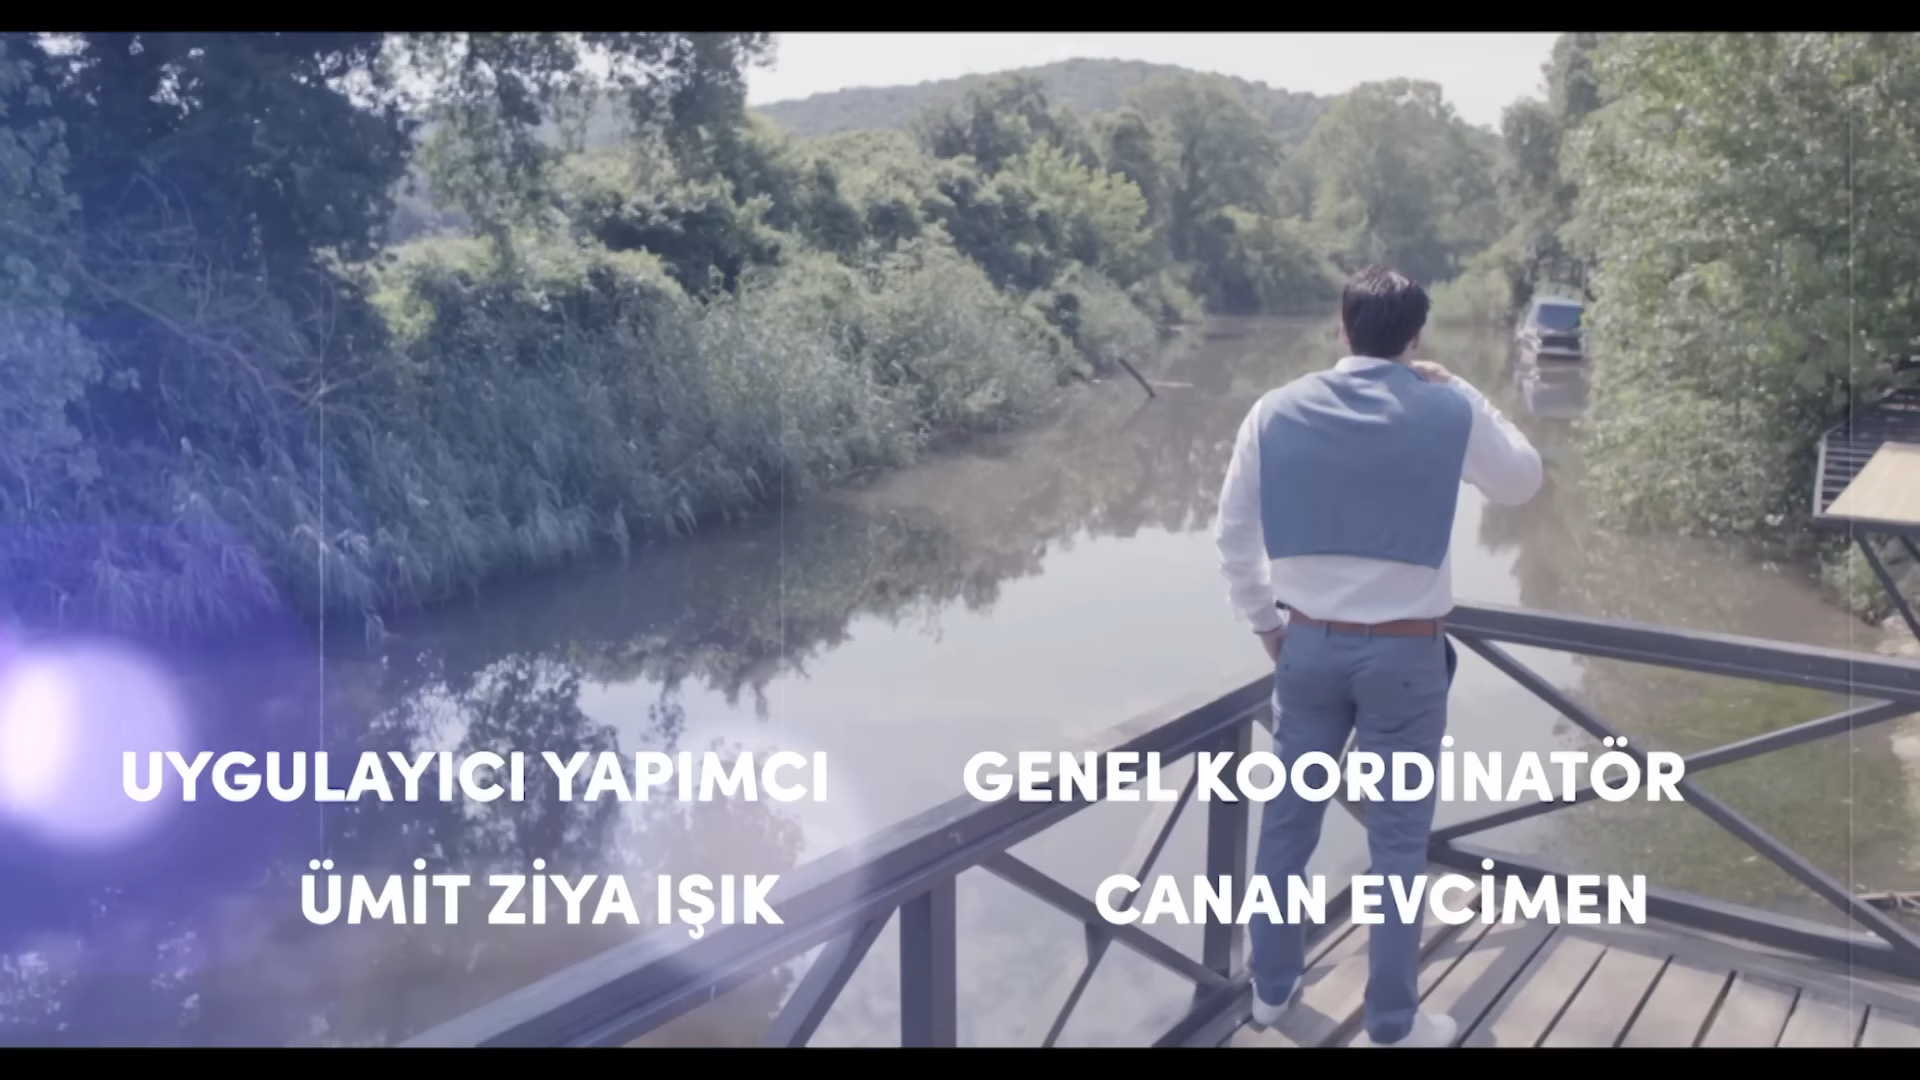 UYGULAYICI YAPIMCI
ÜMİT ZİYA IŞIK
GENEL KOORDİNATÖR
CANAN EVCİMEN